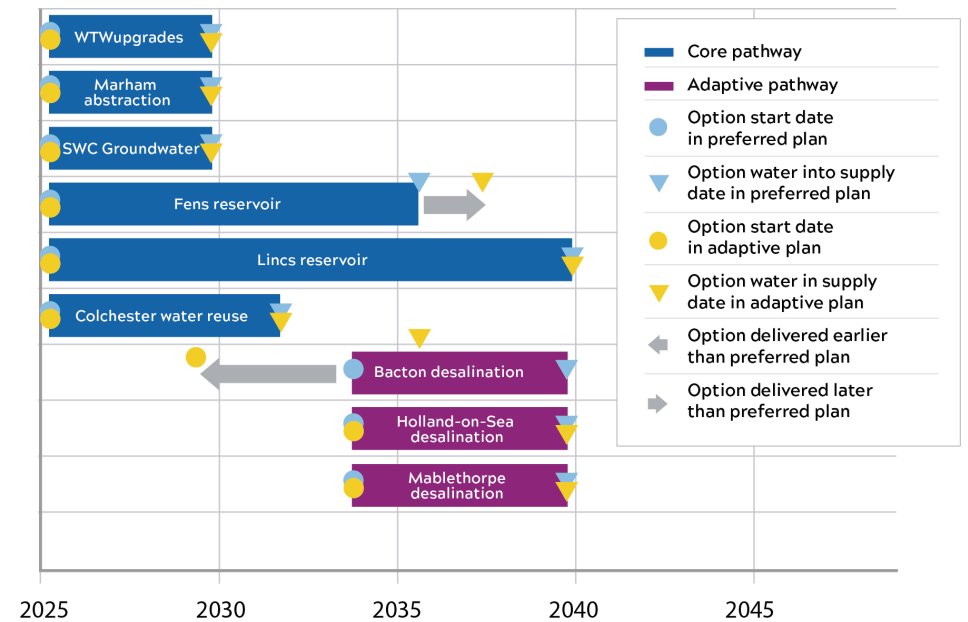 WTWupgrades
Marham
abstraction
SWC Groundwater
Fens reservoir
Lincs reservoir
Colchester water reuse
Bacton desalination
Holland-on-Sea
desalination
Mablethorpe
desalination
Core pathway
Adaptive pathway
Option start date
in preferred plan
Option water into supply
date in preferred plan
Option start date
in adaptive plan
Option water in supply
date in adaptive plan
Option delivered earlier
than preferred plan
Option delivered later
than preferred plan
2025 2030 2035 2040 2045